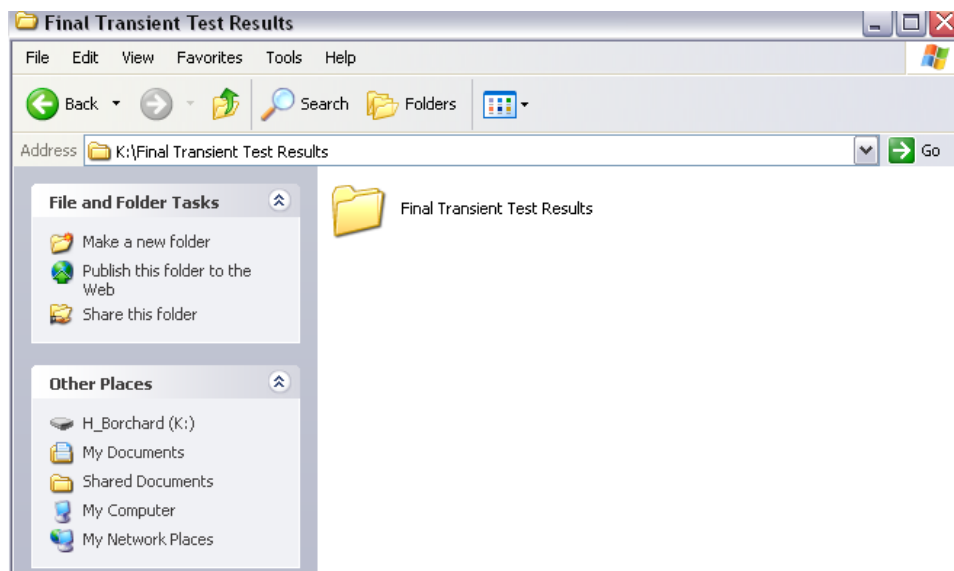 Final Transient Test Results
File Edit View Favorites Tools Help
Back Search Folders
Address K:\Final Transient Test Results Go
File and Folder Tasks
Make a new folder
Publish this folder to the
Web
Share this folder
Other Places
H_Borchard (K:)
My Documents
Shared Documents
My Computer
My Network Places
Final Transient Test Results